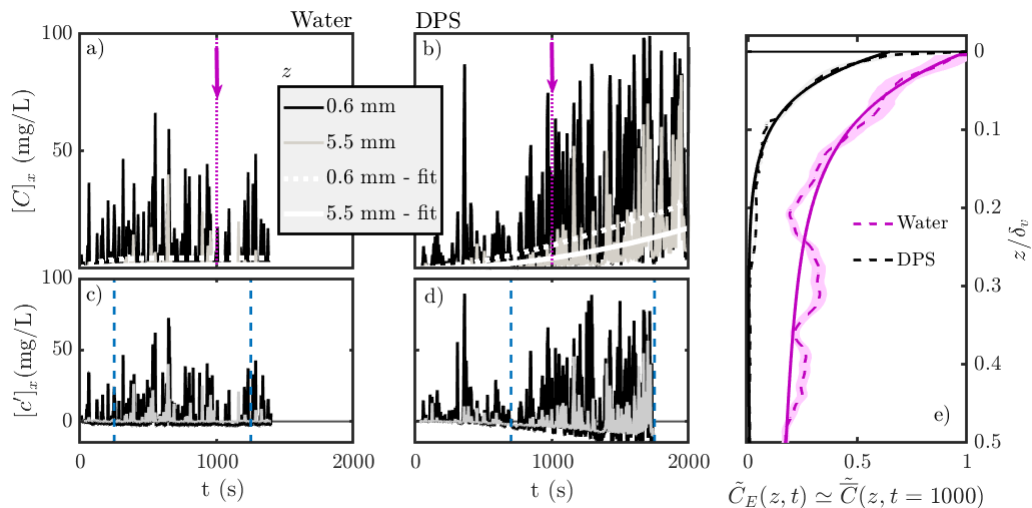 Water
DPS
a)
b)
100
50
[C]ₓ (mg/L)
z
0.6 mm
5.5 mm
0.6 mm - fit
5.5 mm - fit
c)
d)
100
50
0
[c′]ₓ (mg/L)
0 1000 2000
0 1000 2000
t (s)
t (s)
0
0.1
0.2
0.3
0.4
0.5
z/δᵥ
Water
DPS
e)
0 0.5 1
C̃_E(z, t) ≃ C̃̅(z, t = 1000)